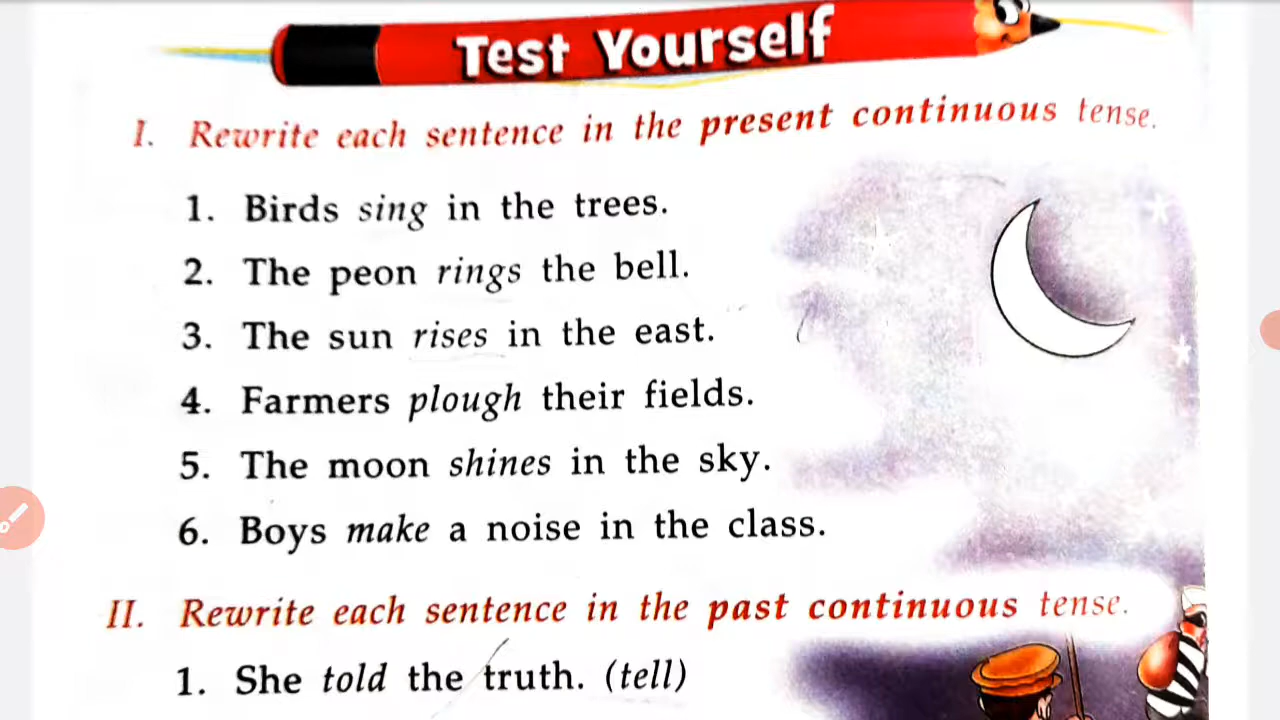 Test Yourself
I. Rewrite each sentence in the present continuous tense.
1. Birds sing in the trees.
2. The peon rings the bell.
3. The sun rises in the east.
4. Farmers plough their fields.
5. The moon shines in the sky.
6. Boys make a noise in the class.
II. Rewrite each sentence in the past continuous tense.
1. She told the truth. (tell)